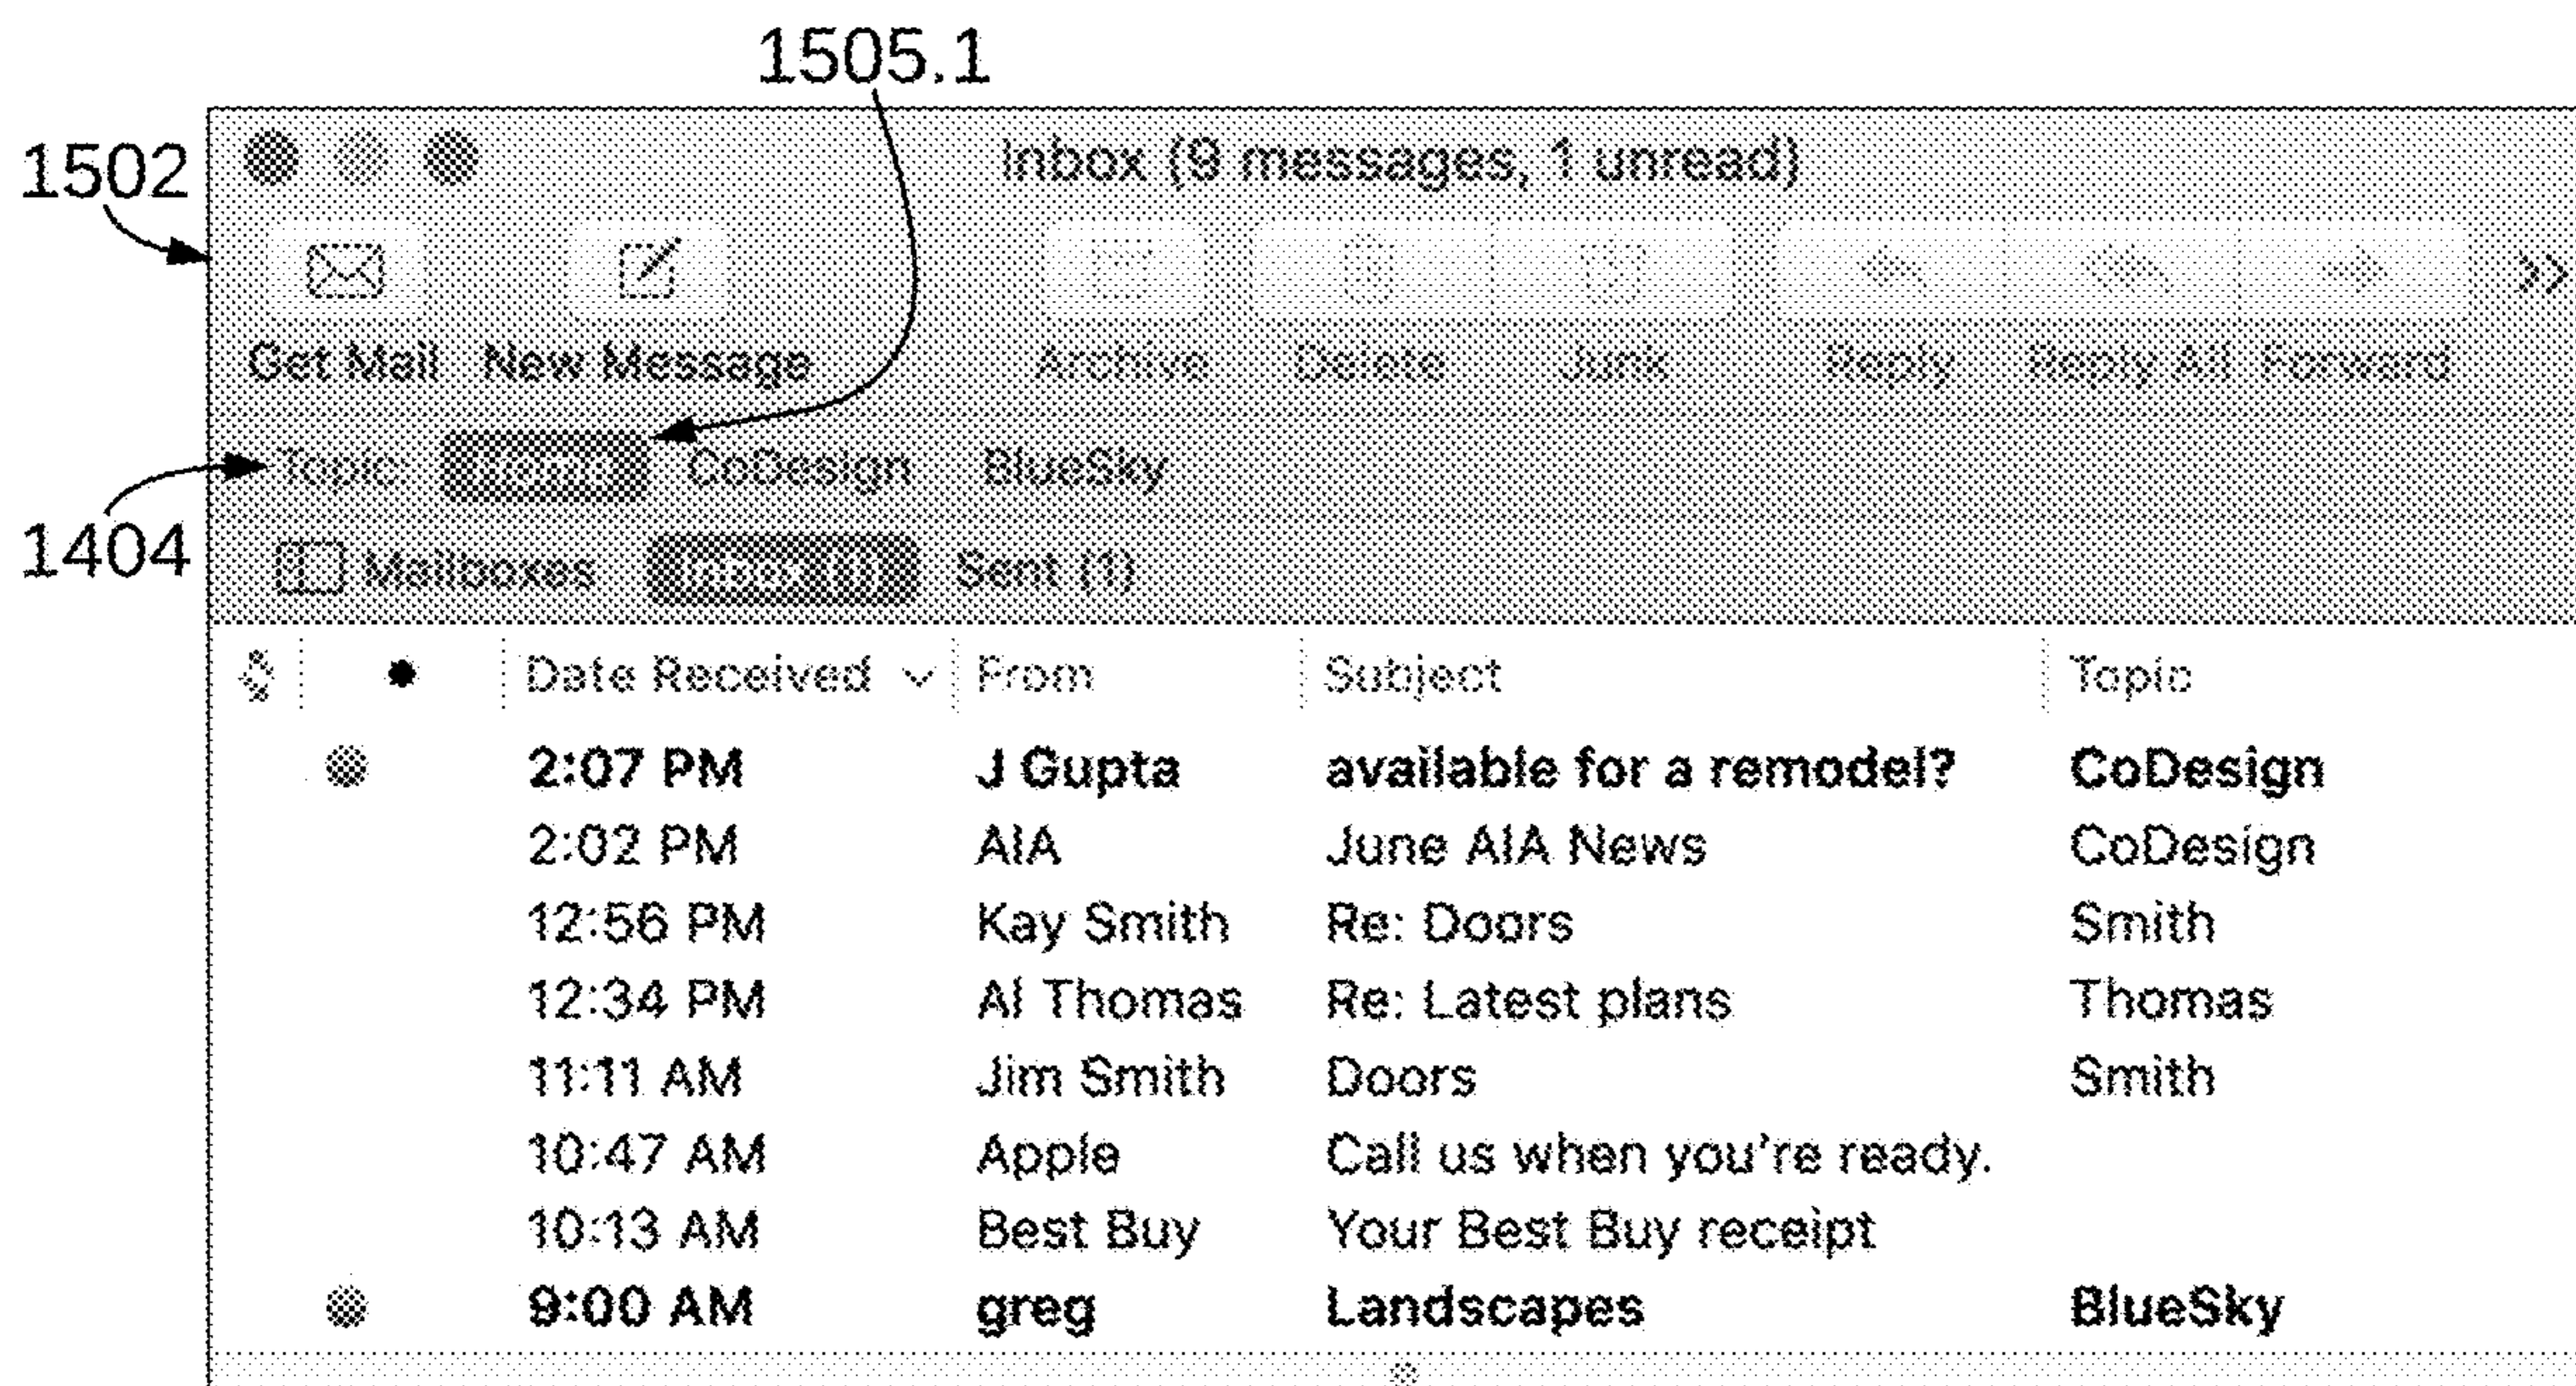 1505.1
1502
Inbox (9 messages, 1 unread)
Get Mail New Message Archive Delete Junk Reply Reply All Forward
Topic: CoDesign BlueSky
1404
Mailboxes Sent (1)
Date Received From Subject Topic
2:07 PM J Gupta available for a remodel? CoDesign
2:02 PM AIA June AIA News CoDesign
12:56 PM Kay Smith Re: Doors Smith
12:34 PM Al Thomas Re: Latest plans Thomas
11:11 AM Jim Smith Doors Smith
10:47 AM Apple Call us when you're ready.
10:13 AM Best Buy Your Best Buy receipt
9:00 AM greg Landscapes BlueSky